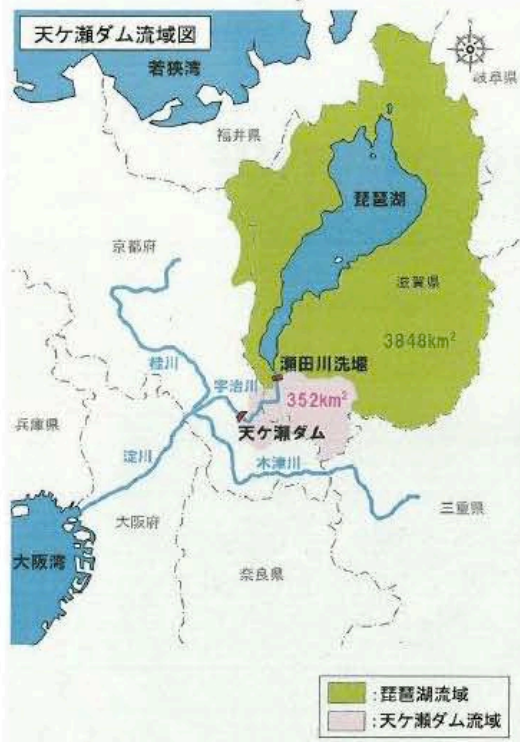 天ケ瀬ダム流域図
若狭湾
岐阜県
福井県
琵琶湖
京都府
滋賀県
3848km²
瀬田川洗堰
桂川
宇治川
352km²
兵庫県
天ケ瀬ダム
淀川
木津川
三重県
大阪府
大阪湾
奈良県
:琵琶湖流域
:天ケ瀬ダム流域